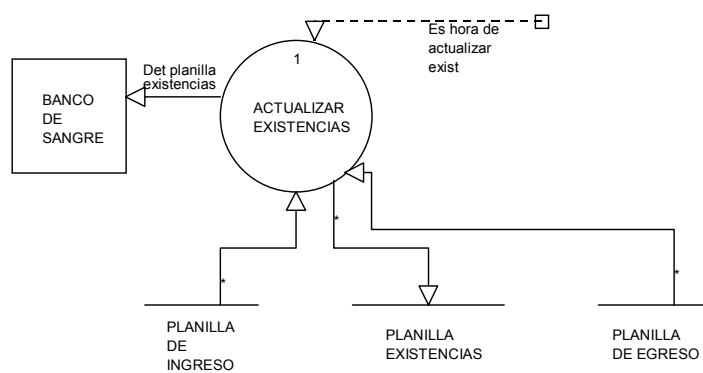 Es hora de
actualizar
exist
1
Det planilla
existencias
BANCO
DE
SANGRE
ACTUALIZAR
EXISTENCIAS
*
*
*
PLANILLA
DE
INGRESO
PLANILLA
EXISTENCIAS
PLANILLA
DE EGRESO